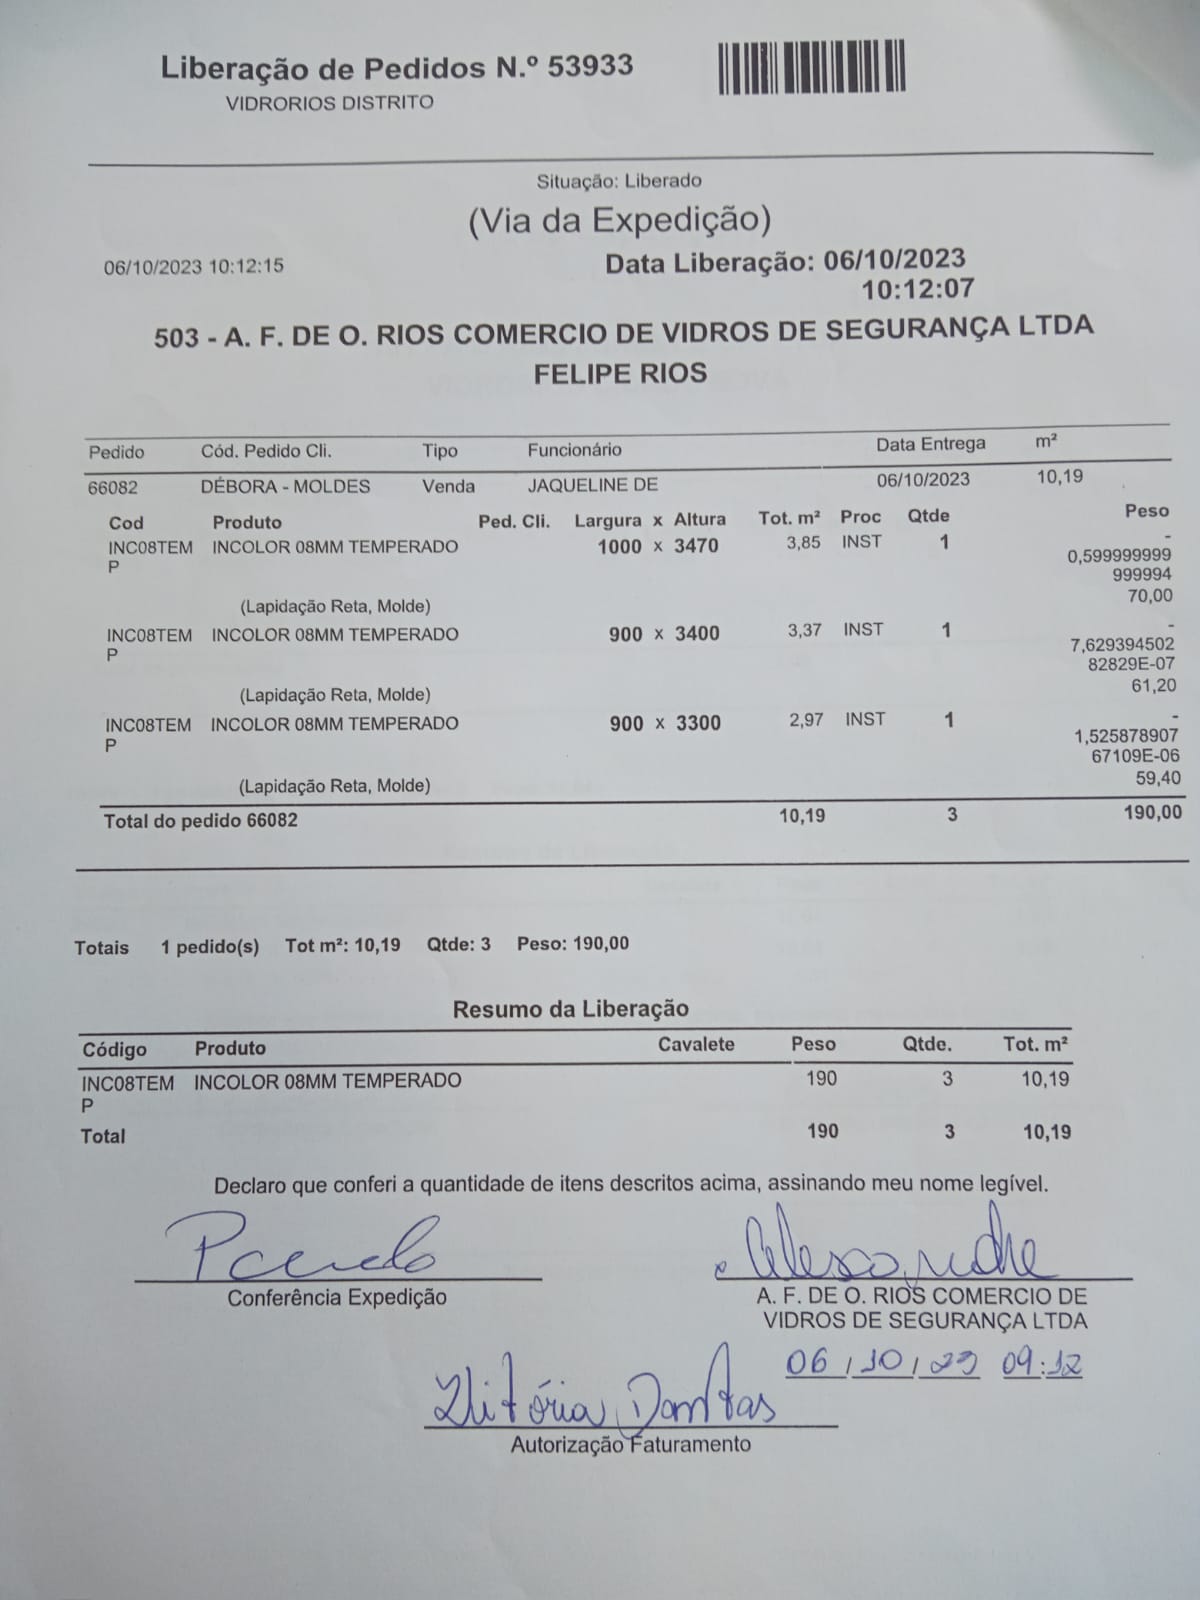 Liberação de Pedidos N.º 53933
VIDRORIOS DISTRITO
Situação: Liberado
(Via da Expedição)
06/10/2023 10:12:15
Data Liberação: 06/10/2023
10:12:07
503 - A. F. DE O. RIOS COMERCIO DE VIDROS DE SEGURANÇA LTDA
FELIPE RIOS
Pedido Cód. Pedido Cli. Tipo Funcionário Data Entrega m²
66082 DÉBORA - MOLDES Venda JAQUELINE DE 06/10/2023 10,19
Cod Produto Ped. Cli. Largura x Altura Tot. m² Proc Qtde Peso
INC08TEM INCOLOR 08MM TEMPERADO 1000 x 3470 3,85 INST 1 -
P 0,599999999
999994
(Lapidação Reta, Molde) 70,00
INC08TEM INCOLOR 08MM TEMPERADO 900 x 3400 3,37 INST 1 -
P 7,629394502
82829E-07
(Lapidação Reta, Molde) 61,20
INC08TEM INCOLOR 08MM TEMPERADO 900 x 3300 2,97 INST 1 -
P 1,525878907
67109E-06
(Lapidação Reta, Molde) 59,40
Total do pedido 66082 10,19 3 190,00
Totais 1 pedido(s) Tot m²: 10,19 Qtde: 3 Peso: 190,00
Resumo da Liberação
Código Produto Cavalete Peso Qtde. Tot. m²
INC08TEM INCOLOR 08MM TEMPERADO 190 3 10,19
P
Total 190 3 10,19
Declaro que conferi a quantidade de itens descritos acima, assinando meu nome legível.
Alexandre
Conferência Expedição
A. F. DE O. RIOS COMERCIO DE
VIDROS DE SEGURANÇA LTDA
06/10/23 09:12
Vitória Dantas
Autorização Faturamento